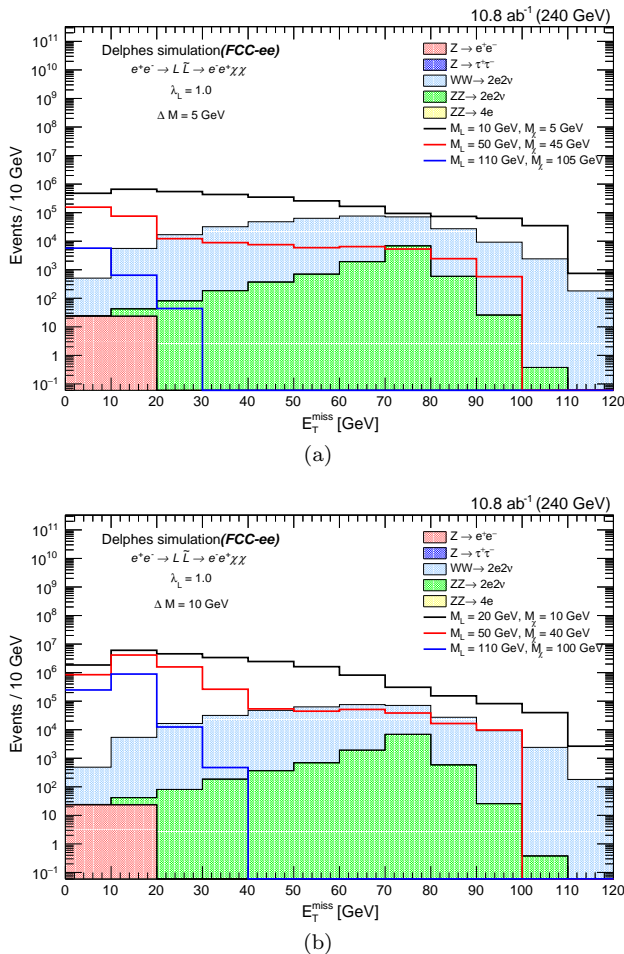 10.8 ab⁻¹ (240 GeV)
Delphes simulation(FCC-ee)
e⁺e⁻ → L L̃ → e⁻e⁺χχ
λ_L = 1.0
Δ M = 5 GeV
Z → e⁺e⁻
Z → τ⁺τ⁻
WW → 2e2ν
ZZ → 2e2ν
ZZ → 4e
M_L = 10 GeV, M_χ = 5 GeV
M_L = 50 GeV, M_χ = 45 GeV
M_L = 110 GeV, M_χ = 105 GeV
Events / 10 GeV
10¹¹
10¹⁰
10⁹
10⁸
10⁷
10⁶
10⁵
10⁴
10³
10²
10
1
10⁻¹
0 10 20 30 40 50 60 70 80 90 100 110 120
E_T^miss [GeV]
(a)
10.8 ab⁻¹ (240 GeV)
Delphes simulation(FCC-ee)
e⁺e⁻ → L L̃ → e⁻e⁺χχ
λ_L = 1.0
Δ M = 10 GeV
Z → e⁺e⁻
Z → τ⁺τ⁻
WW → 2e2ν
ZZ → 2e2ν
ZZ → 4e
M_L = 20 GeV, M_χ = 10 GeV
M_L = 50 GeV, M_χ = 40 GeV
M_L = 110 GeV, M_χ = 100 GeV
Events / 10 GeV
10¹¹
10¹⁰
10⁹
10⁸
10⁷
10⁶
10⁵
10⁴
10³
10²
10
1
10⁻¹
0 10 20 30 40 50 60 70 80 90 100 110 120
E_T^miss [GeV]
(b)